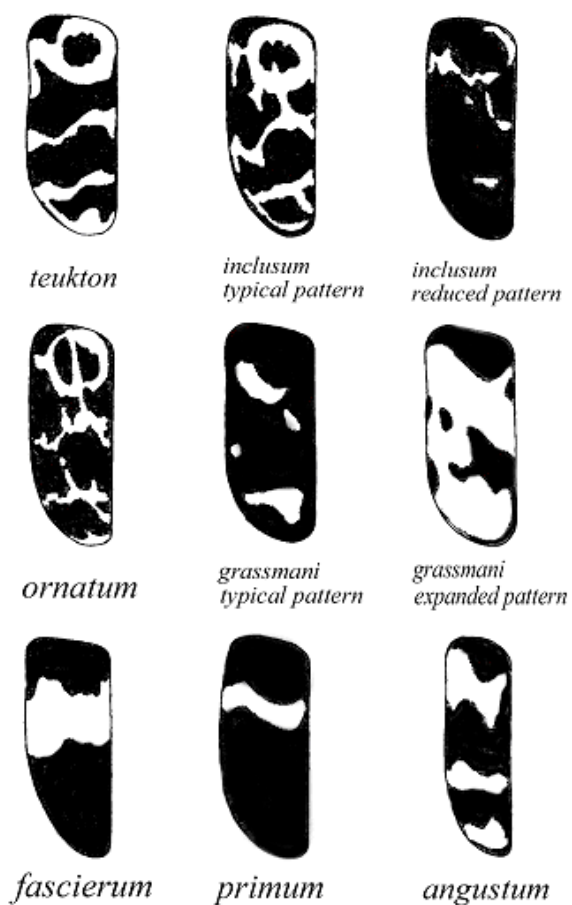 teukton
inclusum
typical pattern
inclusum
reduced pattern
ornatum
grassmani
typical pattern
grassmani
expanded pattern
fascierum
primum
angustum